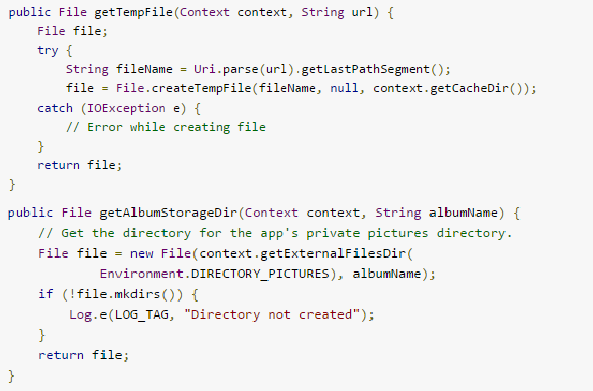 public File getTempFile(Context context, String url) {
    File file;
    try {
        String fileName = Uri.parse(url).getLastPathSegment();
        file = File.createTempFile(fileName, null, context.getCacheDir());
    catch (IOException e) {
        // Error while creating file
    }
    return file;
}
public File getAlbumStorageDir(Context context, String albumName) {
    // Get the directory for the app's private pictures directory.
    File file = new File(context.getExternalFilesDir(
            Environment.DIRECTORY_PICTURES), albumName);
    if (!file.mkdirs()) {
        Log.e(LOG_TAG, "Directory not created");
    }
    return file;
}